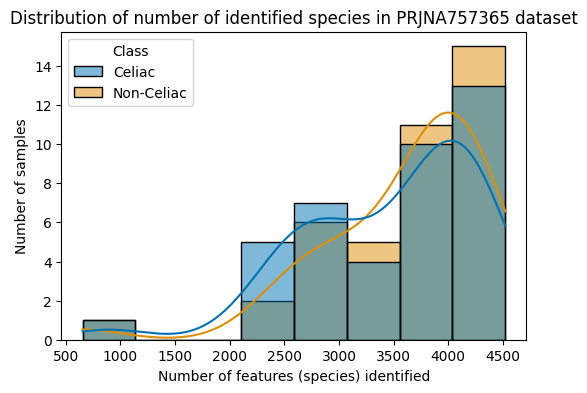 Distribution of number of identified species in PRJNA757365 dataset
Class
Celiac
Non-Celiac
Number of samples
14
12
10
8
6
4
2
0
500 1000 1500 2000 2500 3000 3500 4000 4500
Number of features (species) identified